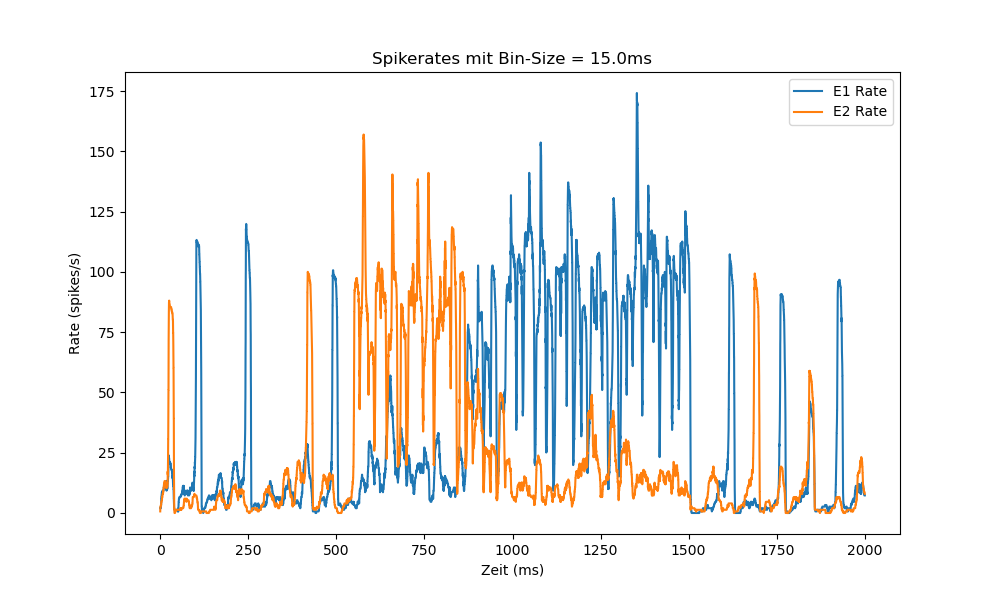 Spikerates mit Bin-Size = 15.0ms
E1 Rate
E2 Rate
Rate (spikes/s)
175
150
125
100
75
50
25
0
0 250 500 750 1000 1250 1500 1750 2000
Zeit (ms)